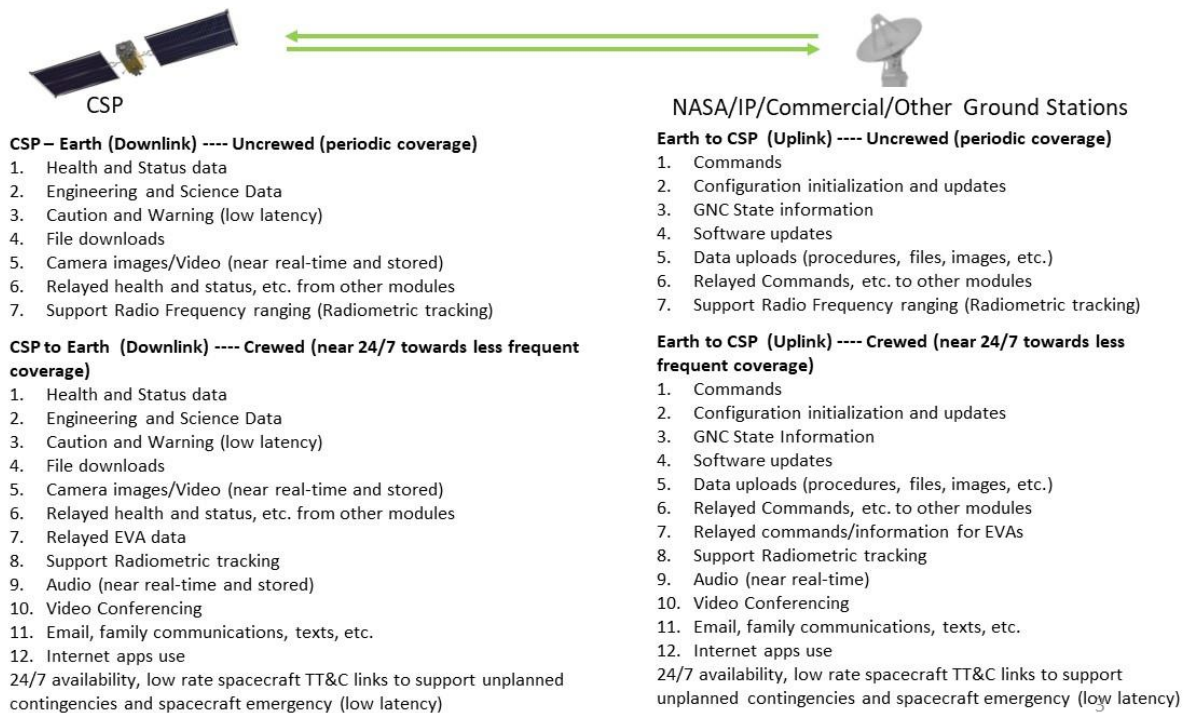 CSP
CSP – Earth (Downlink) ---- Uncrewed (periodic coverage)
1. Health and Status data
2. Engineering and Science Data
3. Caution and Warning (low latency)
4. File downloads
5. Camera images/Video (near real-time and stored)
6. Relayed health and status, etc. from other modules
7. Support Radio Frequency ranging (Radiometric tracking)
CSP to Earth (Downlink) ---- Crewed (near 24/7 towards less frequent
coverage)
1. Health and Status data
2. Engineering and Science Data
3. Caution and Warning (low latency)
4. File downloads
5. Camera images/Video (near real-time and stored)
6. Relayed health and status, etc. from other modules
7. Relayed EVA data
8. Support Radiometric tracking
9. Audio (near real-time and stored)
10. Video Conferencing
11. Email, family communications, texts, etc.
12. Internet apps use
24/7 availability, low rate spacecraft TT&C links to support unplanned
contingencies and spacecraft emergency (low latency)
NASA/IP/Commercial/Other Ground Stations
Earth to CSP (Uplink) ---- Uncrewed (periodic coverage)
1. Commands
2. Configuration initialization and updates
3. GNC State information
4. Software updates
5. Data uploads (procedures, files, images, etc.)
6. Relayed Commands, etc. to other modules
7. Support Radio Frequency ranging (Radiometric tracking)
Earth to CSP (Uplink) ---- Crewed (near 24/7 towards less
frequent coverage)
1. Commands
2. Configuration initialization and updates
3. GNC State Information
4. Software updates
5. Data uploads (procedures, files, images, etc.)
6. Relayed Commands, etc. to other modules
7. Relayed commands/information for EVAs
8. Support Radiometric tracking
9. Audio (near real-time)
10. Video Conferencing
11. Email, family communications, texts, etc.
12. Internet apps use
24/7 availability, low rate spacecraft TT&C links to support
unplanned contingencies and spacecraft emergency (low latency)
3